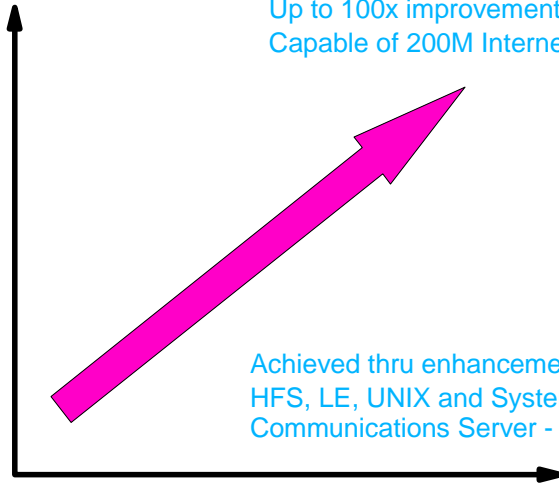 Up to 100x improvement
Capable of 200M Interne
Achieved thru enhanceme
HFS, LE, UNIX and Syste
Communications Server -